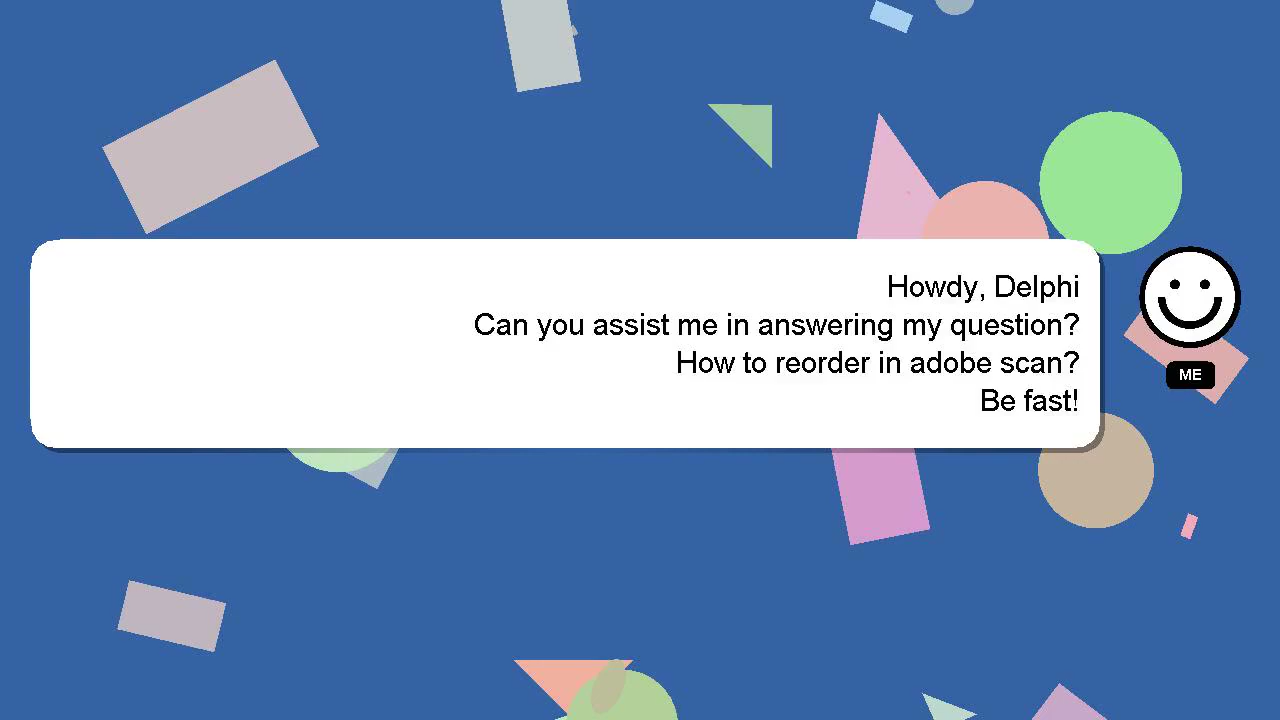 Howdy, Delphi
Can you assist me in answering my question?
How to reorder in adobe scan?
Be fast!
ME